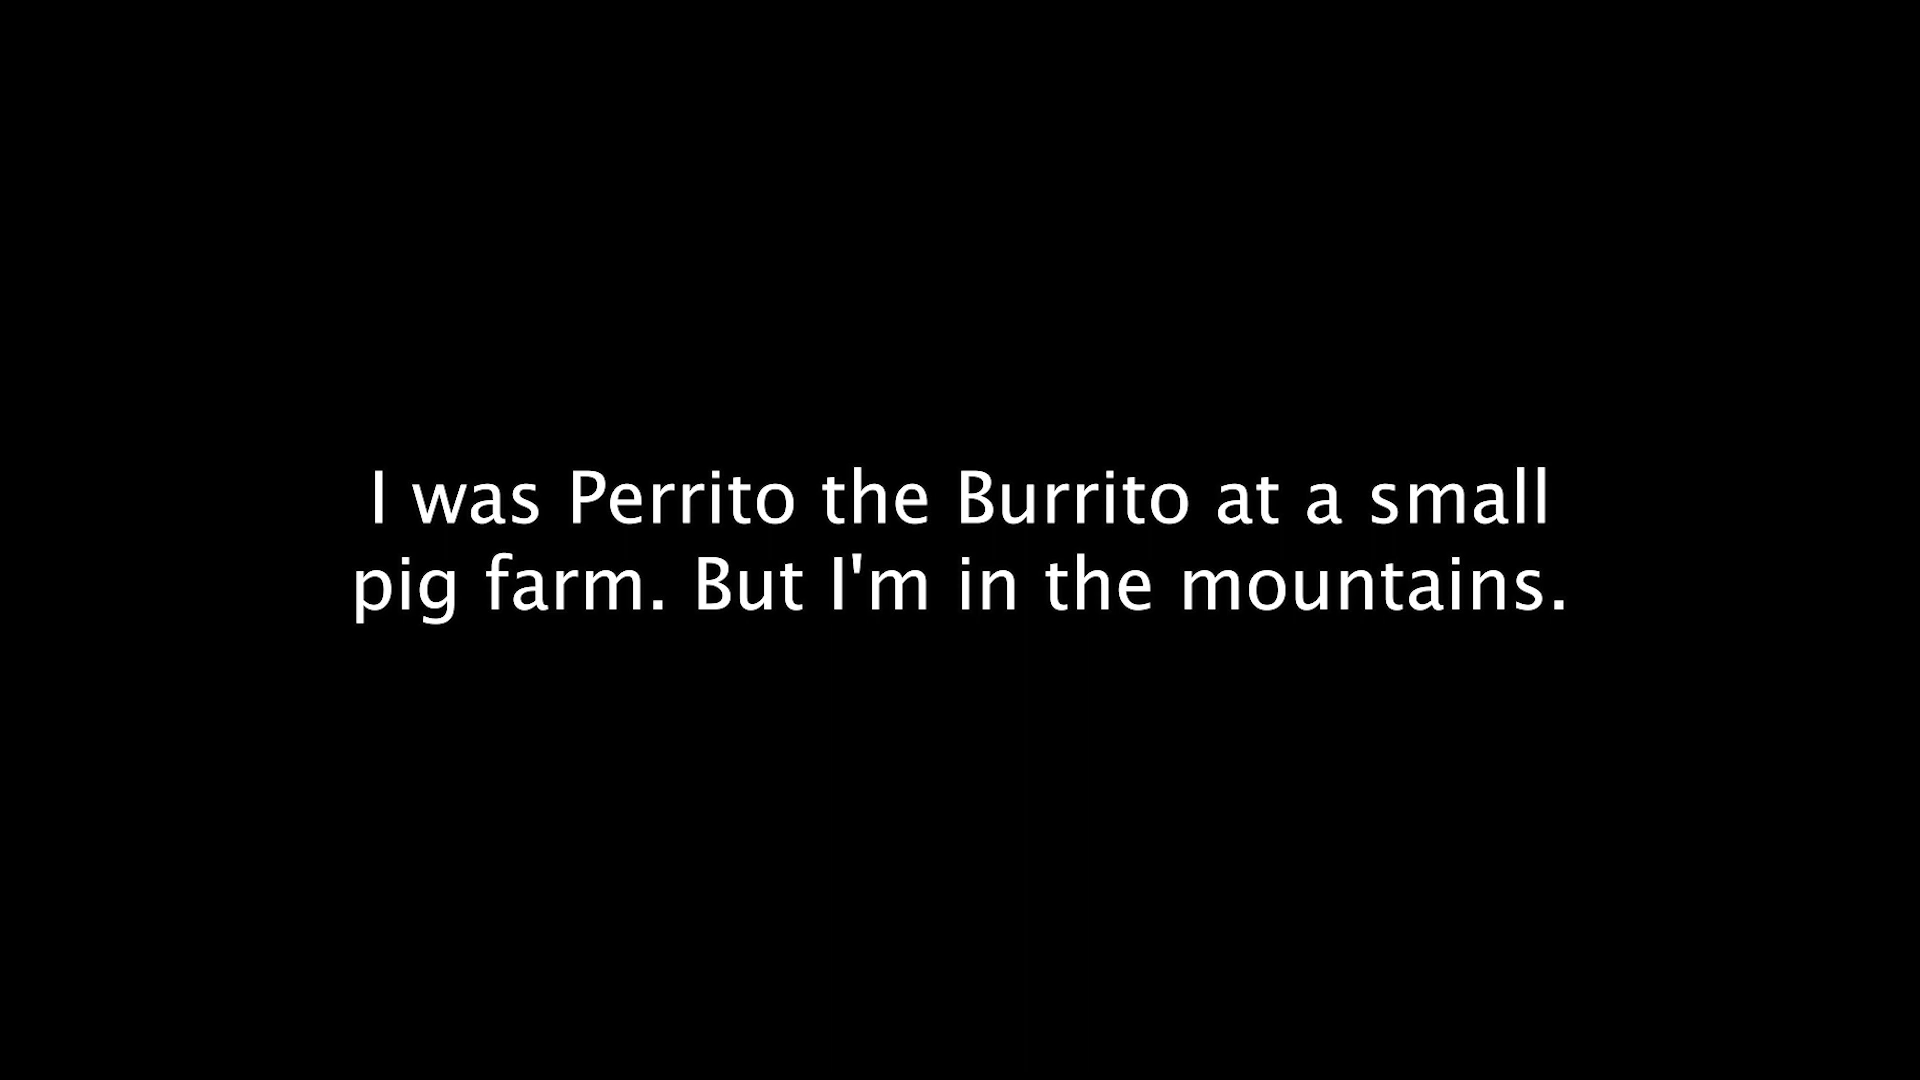 I was Perrito the Burrito at a small
pig farm. But I'm in the mountains.